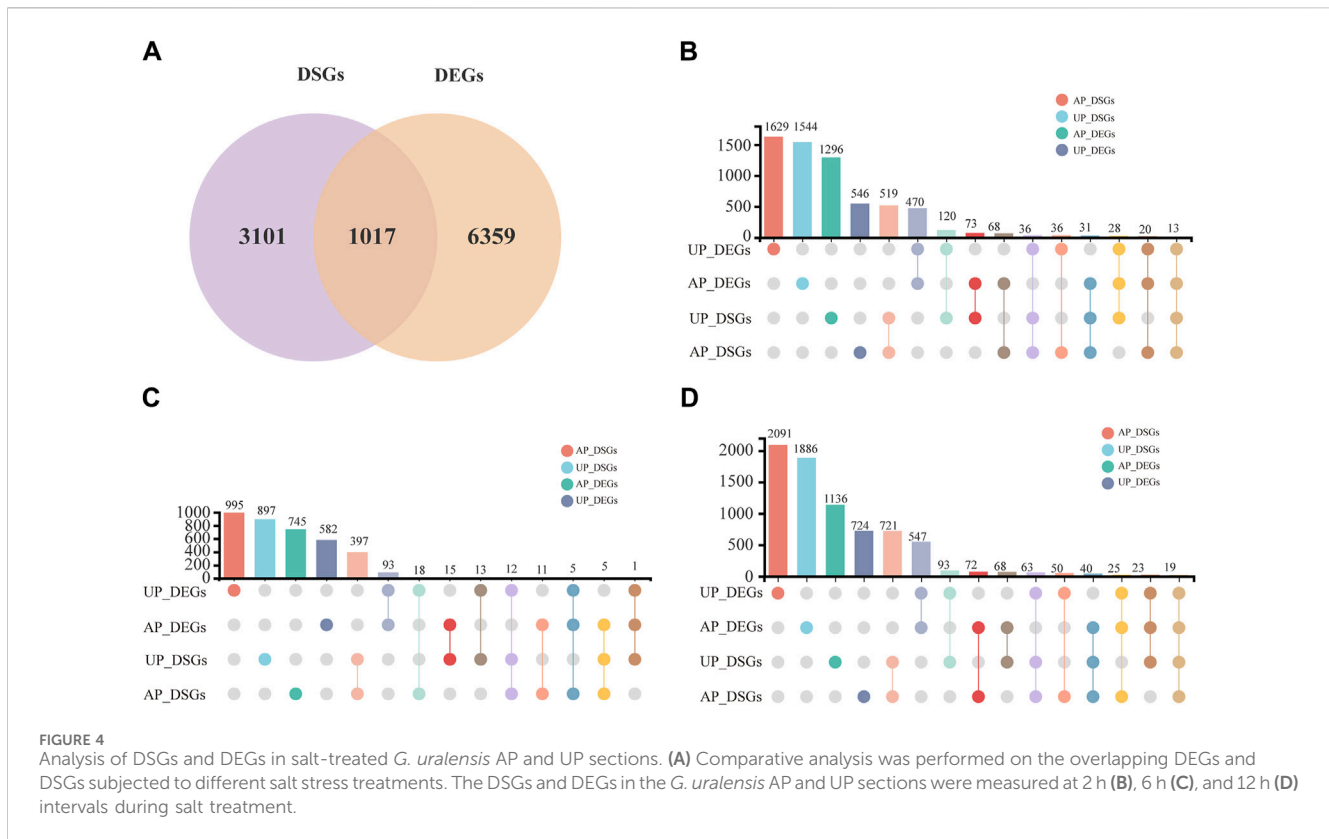 A
DSGs DEGs
3101 1017 6359
B
AP_DSGs
UP_DSGs
AP_DEGs
UP_DEGs
1629 1544 1296 546 519 470 120 73 68 36 36 31 28 20 13
1500
1000
500
0
UP_DEGs
AP_DEGs
UP_DSGs
AP_DSGs
C
AP_DSGs
UP_DSGs
AP_DEGs
UP_DEGs
995 897 745 582 397 93 18 15 13 12 11 5 5 1
1000
800
600
400
200
0
UP_DEGs
AP_DEGs
UP_DSGs
AP_DSGs
D
AP_DSGs
UP_DSGs
AP_DEGs
UP_DEGs
2091 1886 1136 724 721 547 93 72 68 63 50 40 25 23 19
2000
1500
1000
500
0
UP_DEGs
AP_DEGs
UP_DSGs
AP_DSGs
FIGURE 4
Analysis of DSGs and DEGs in salt-treated G. uralensis AP and UP sections. (A) Comparative analysis was performed on the overlapping DEGs and
DSGs subjected to different salt stress treatments. The DSGs and DEGs in the G. uralensis AP and UP sections were measured at 2 h (B), 6 h (C), and 12 h (D)
intervals during salt treatment.